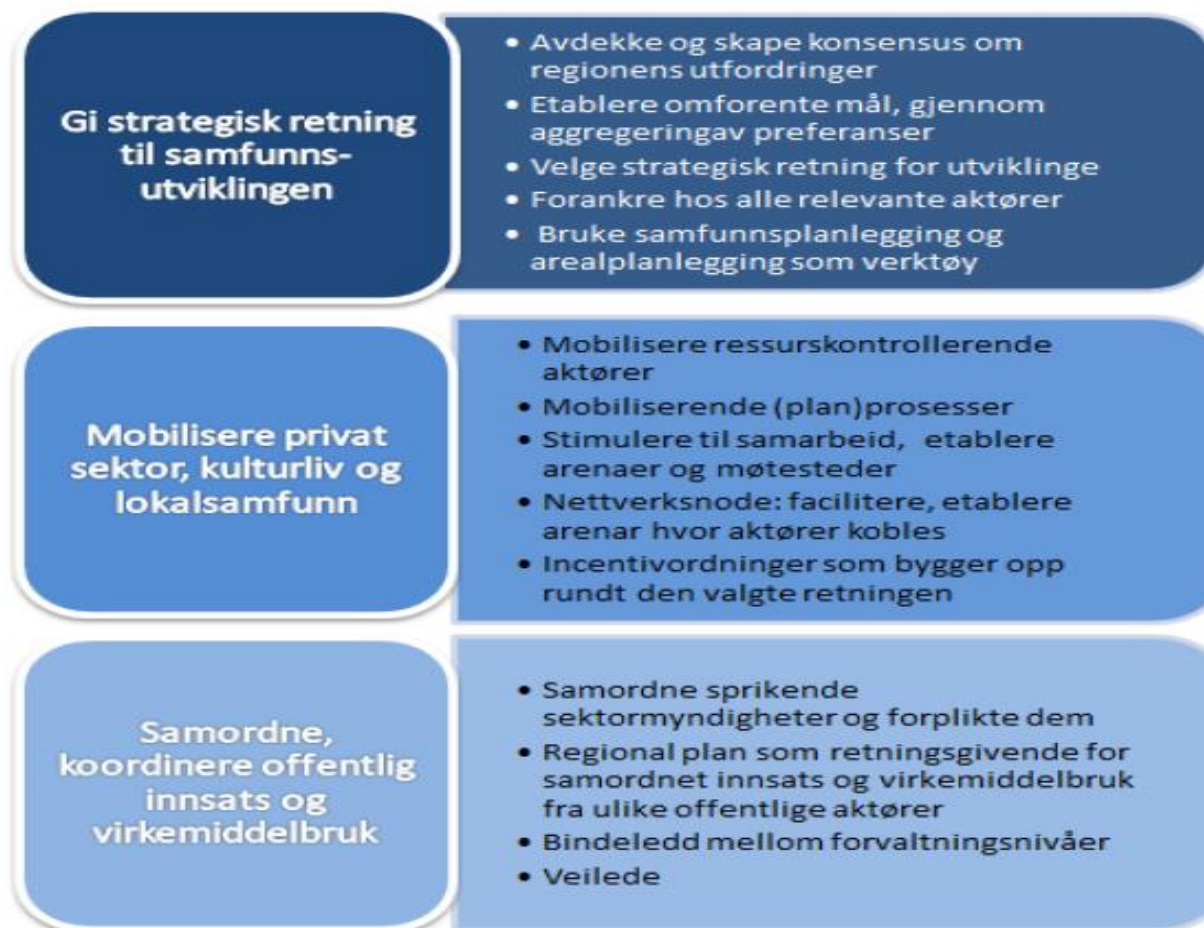 Gi strategisk retning
til samfunns-
utviklingen
• Avdekke og skape konsensus om
regionens utfordringer
• Etablere omforente mål, gjennom
aggregeringav preferanser
• Velge strategisk retning for utviklinge
• Forankre hos alle relevante aktører
• Bruke samfunnsplanlegging og
arealplanlegging som verktøy
Mobilisere privat
sektor, kulturliv og
lokalsamfunn
• Mobilisere ressurskontrollerende
aktører
• Mobiliserende (plan)prosesser
• Stimulere til samarbeid, etablere
arenaer og møtesteder
• Nettverksnode: facilitere, etablere
arenar hvor aktører kobles
• Incentivordninger som bygger opp
rundt den valgte retningen
Samordne,
koordinere offentlig
innsats og
virkemiddelbruk
• Samordne sprikende
sektormyndigheter og forplikte dem
• Regional plan som retningsgivende for
samordnet innsats og virkemiddelbruk
fra ulike offentlige aktører
• Bindeledd mellom forvaltningsnivåer
• Veilede